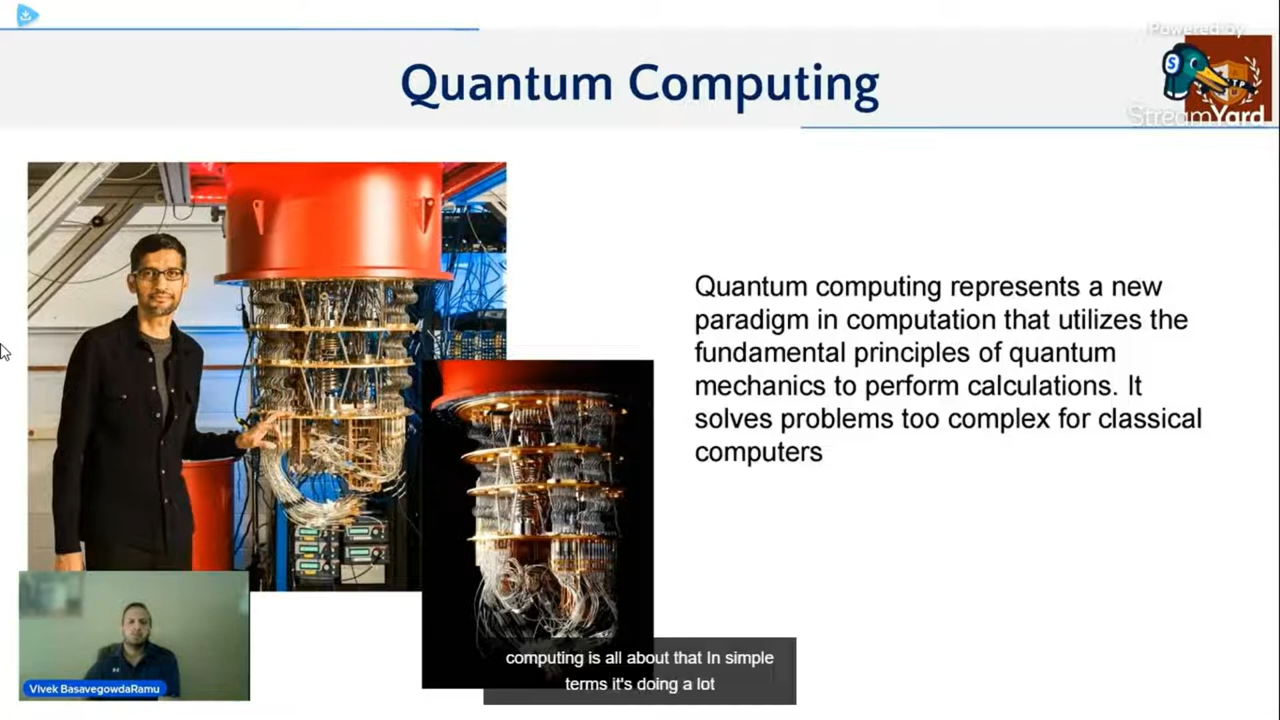 Powered by
Quantum Computing
S
StreamYard
Quantum computing represents a new
paradigm in computation that utilizes the
fundamental principles of quantum
mechanics to perform calculations. It
solves problems too complex for classical
computers
VIvek BasavegowdaRamu
computing is all about that In simple
terms it's doing a lot